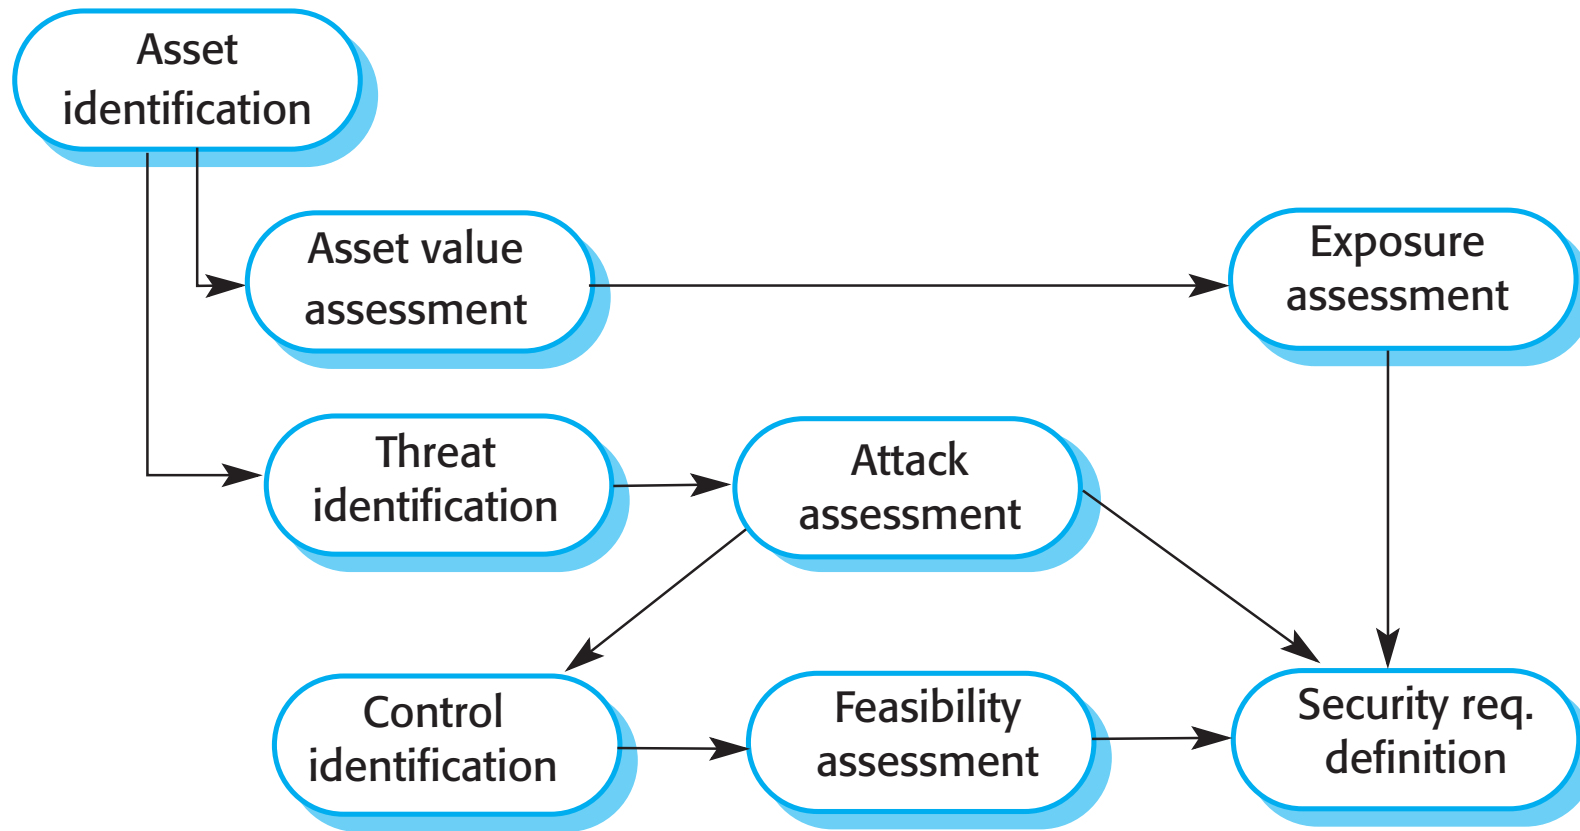 Asset
identification
Asset value
assessment
Exposure
assessment
Threat
identification
Attack
assessment
Control
identification
Feasibility
assessment
Security req.
definition